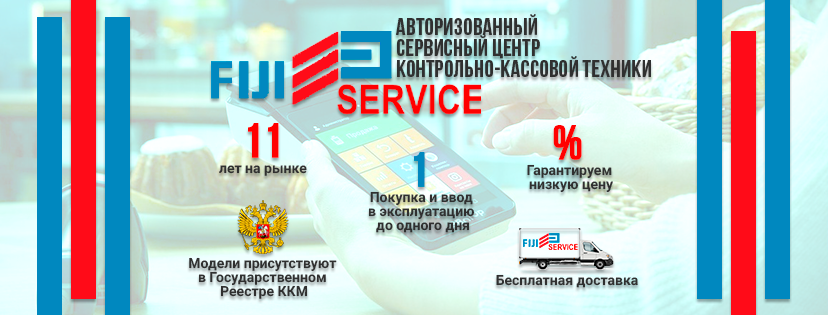 АВТОРИЗОВАННЫЙ
СЕРВИСНЫЙ ЦЕНТР
КОНТРОЛЬНО-КАССОВОЙ ТЕХНИКИ
FIJI
SERVICE
11
лет на рынке
1
Покупка и ввод
в эксплуатацию
до одного дня
%
Гарантируем
низкую цену
Модели присутствуют
в Государственном
Реестре ККМ
FIJI
SERVICE
Бесплатная доставка